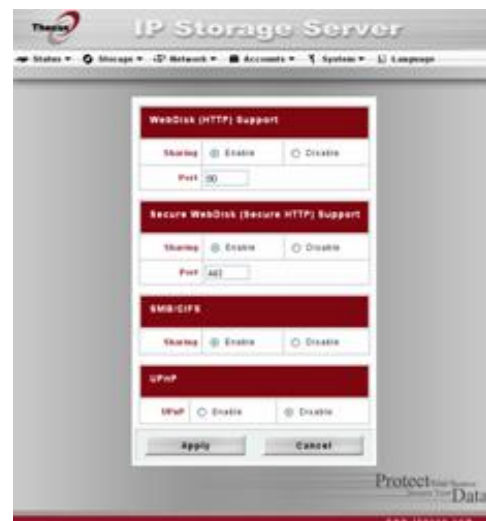 Thecus
IP Storage Server
Status Storage Network Accounts System Language
WebDisk (HTTP) Support
Sharing Enable Disable
Port 80
Secure WebDisk (Secure HTTP) Support
Sharing Enable Disable
Port
SMB/CIFS
Sharing Enable Disable
UPnP
UPnP Enable Disable
Apply Cancel
Protect
Data